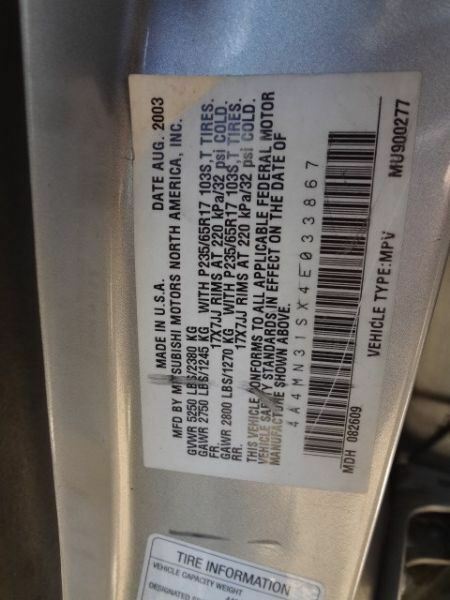 MADE IN U.S.A. DATE AUG. 2003
MFD BY MITSUBISHI MOTORS NORTH AMERICA, INC.
GVWR 5250 LBS/2380 KG
GAWR 2750 LBS/1245 KG WITH P235/65R17 103S,T TIRES.
FR. 17X7JJ RIMS AT 220 kPa/32 psi COLD.
GAWR 2800 LBS/1270 KG WITH P235/65R17 103S,T TIRES.
RR. 17X7JJ RIMS AT 220 kPa/32 psi COLD.
THIS VEHICLE CONFORMS TO ALL APPLICABLE FEDERAL MOTOR
VEHICLE SAFETY STANDARDS IN EFFECT ON THE DATE OF
MANUFACTURE SHOWN ABOVE.
4A4MN31SX4E033867
MDH 082609 VEHICLE TYPE:MPV MU900277
TIRE INFORMATION
VEHICLE CAPACITY WEIGHT
DESIGNATED